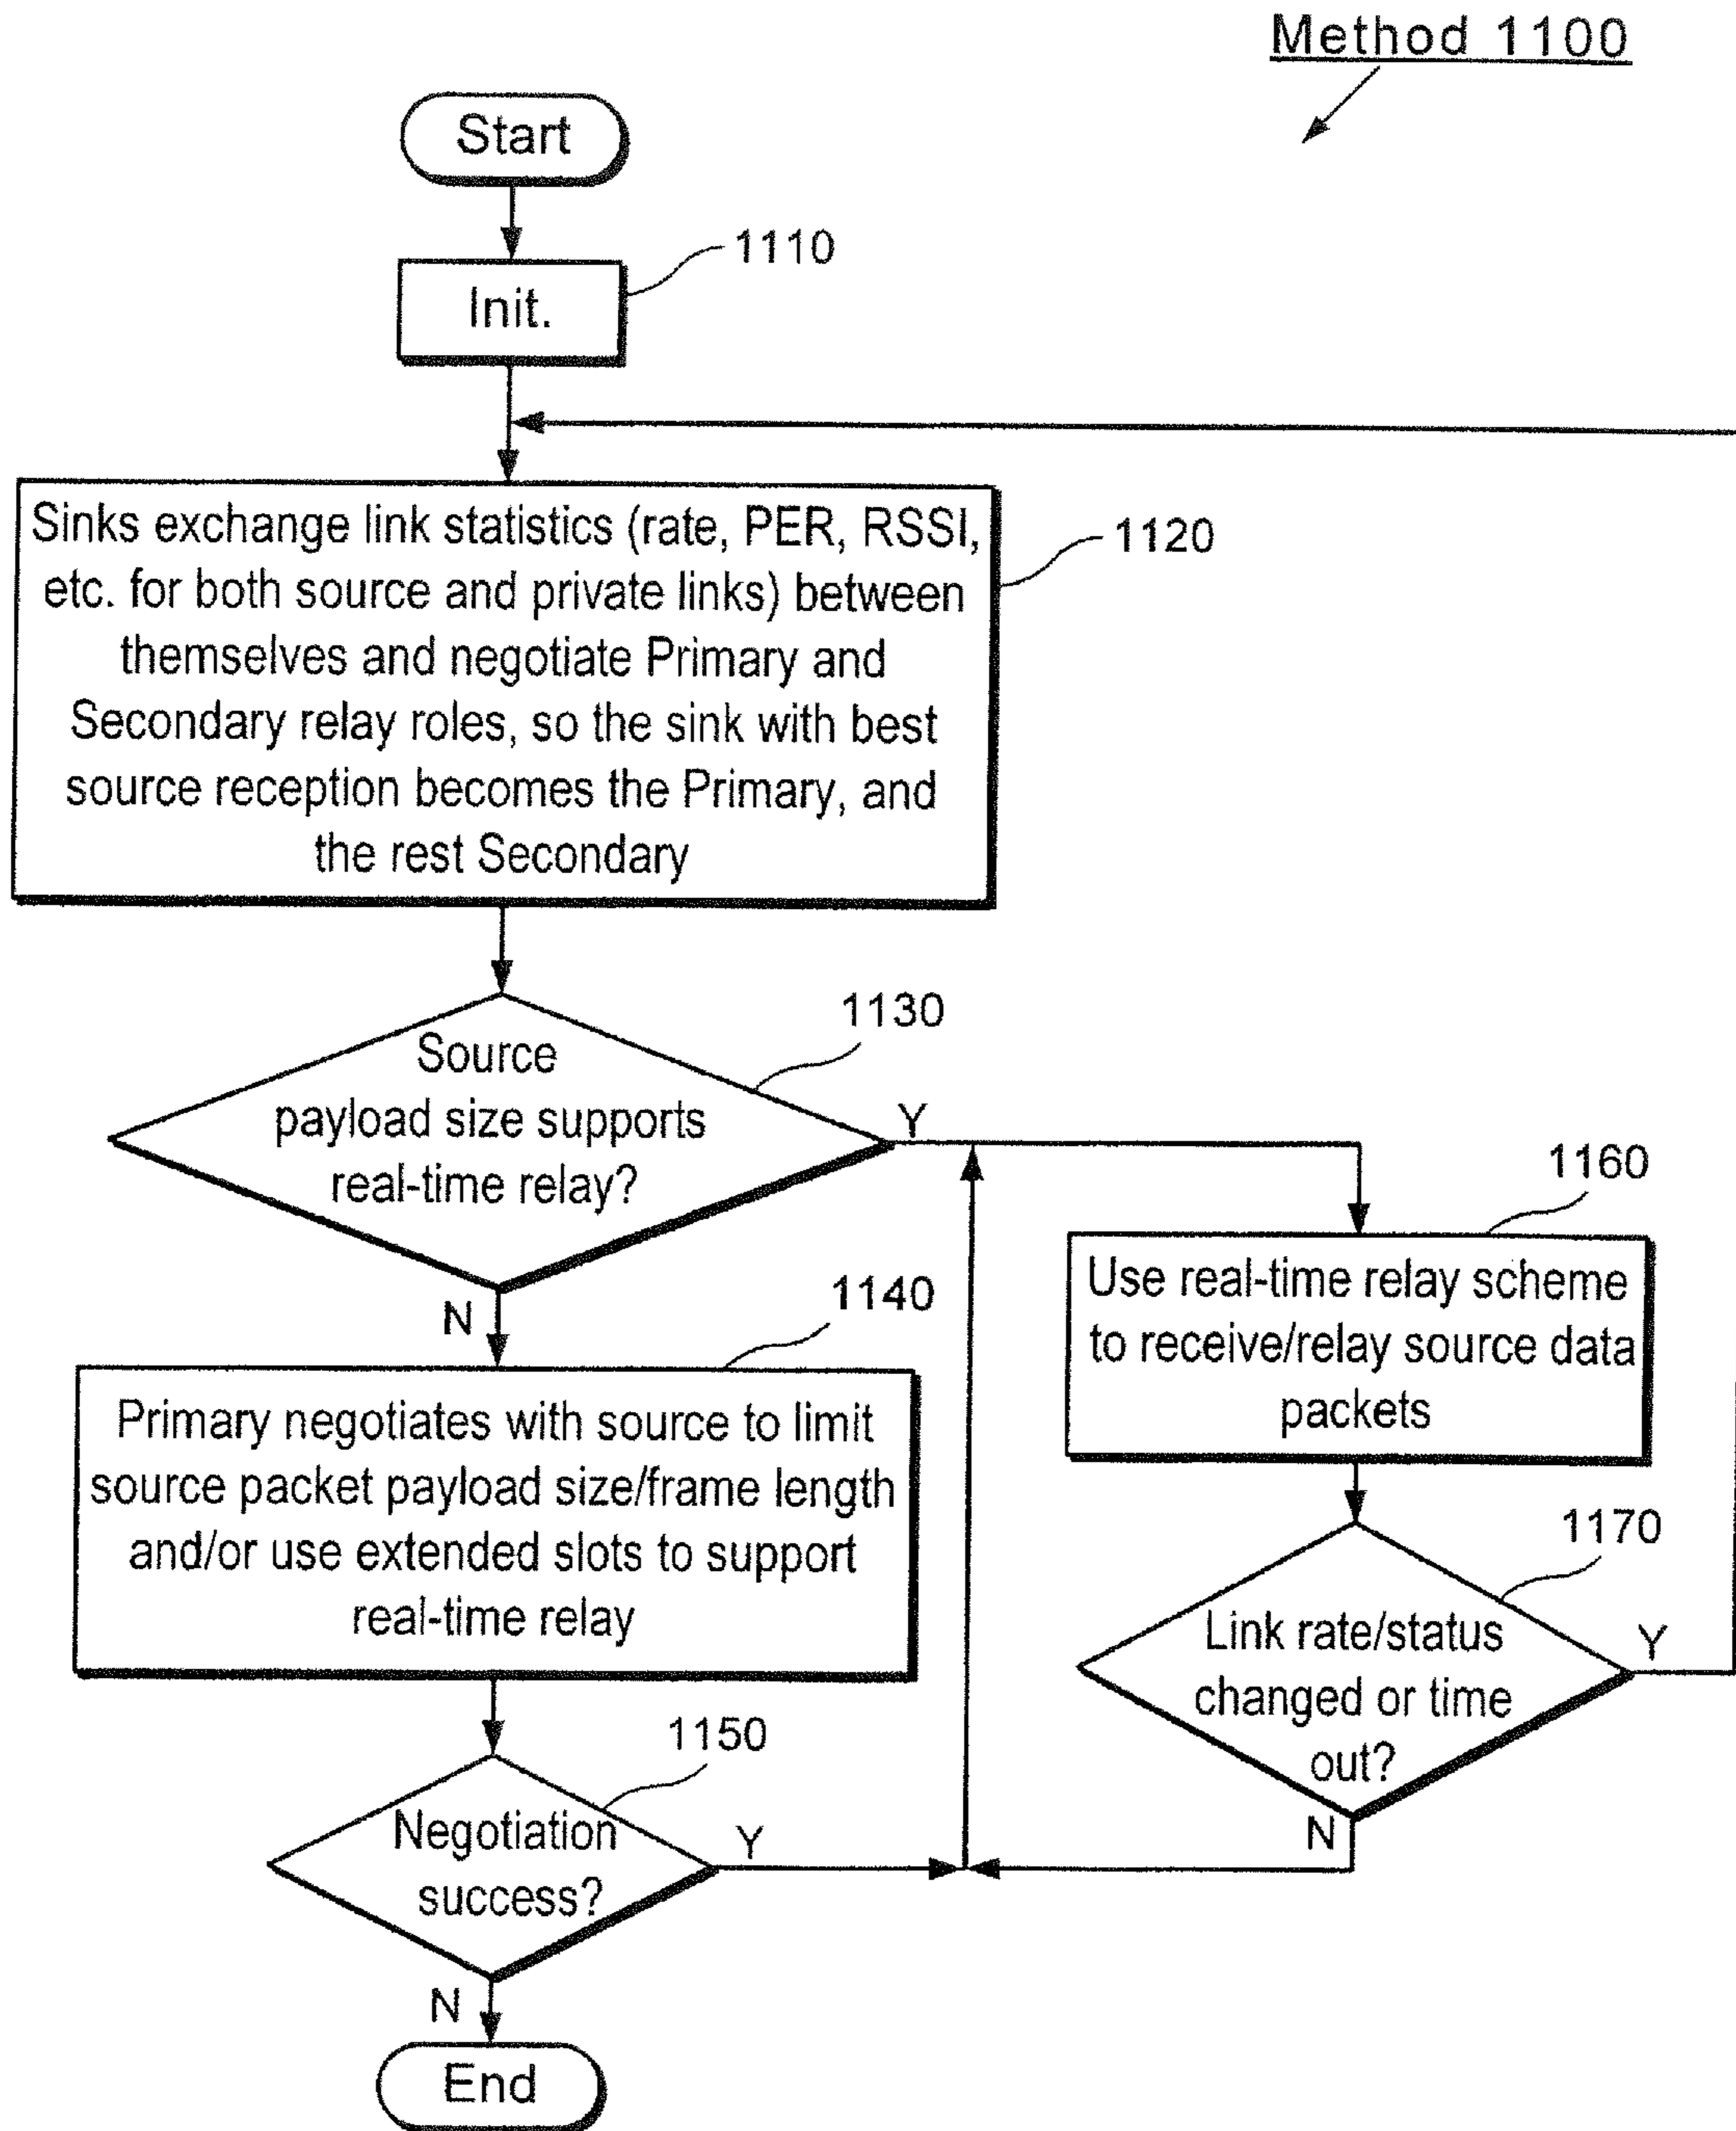 Method 1100
Start
1110
Init.
Sinks exchange link statistics (rate, PER, RSSI,
etc. for both source and private links) between
themselves and negotiate Primary and
Secondary relay roles, so the sink with best
source reception becomes the Primary, and
the rest Secondary
1120
1130
Source
payload size supports
real-time relay?
Y
N
1140
Primary negotiates with source to limit
source packet payload size/frame length
and/or use extended slots to support
real-time relay
1150
Negotiation
success?
Y
N
End
1160
Use real-time relay scheme
to receive/relay source data
packets
1170
Link rate/status
changed or time
out?
Y
N